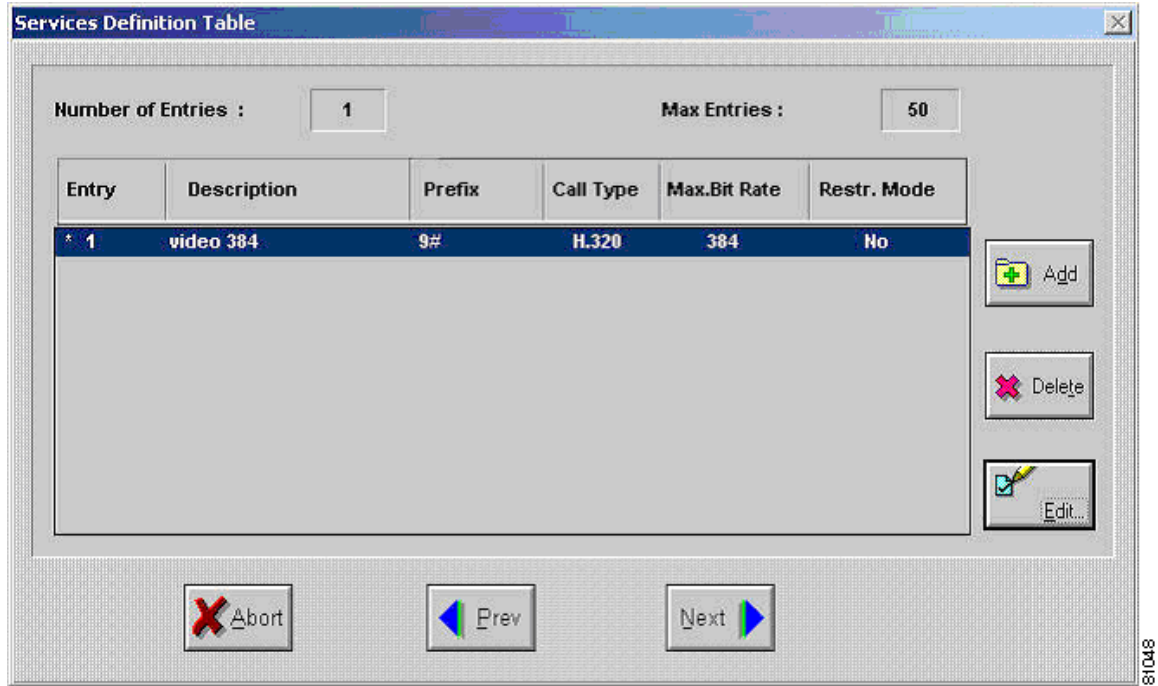 Services Definition Table
Number of Entries : 1 Max Entries : 50
Entry Description Prefix Call Type Max.Bit Rate Restr. Mode
* 1 video 384 9# H.320 384 No
Add
Delete
Edit...
Abort Prev Next
81048